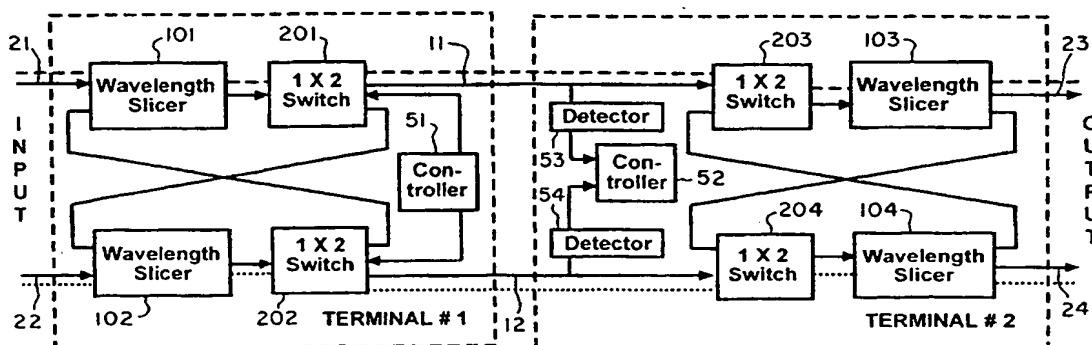 21
101
201
11
203
103
23
Wavelength
Slicer
1 X 2
Switch
1 X 2
Switch
Wavelength
Slicer
INPUT
51
Con-
troller
Detector
53
Con-
troller
52
54
Detector
OUTPUT
204
104
Wavelength
Slicer
1 X 2
Switch
1 X 2
Switch
Wavelength
Slicer
22
102
202
TERMINAL # 1
12
TERMINAL # 2
24